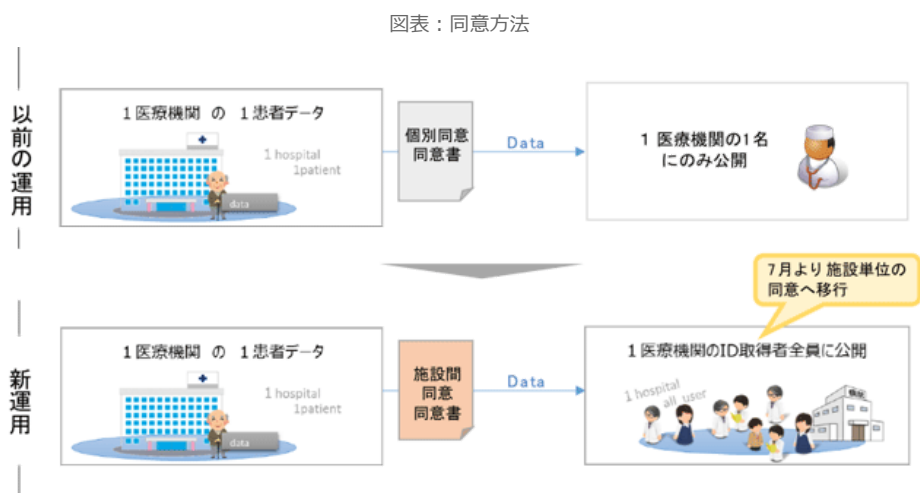 図表：同意方法
以前の運用
1医療機関 の 1患者データ
1 hospital
1patient
data
個別同意
同意書
Data
1 医療機関の1名
にのみ公開
7月より施設単位の
同意へ移行
新運用
1医療機関 の 1患者データ
1 hospital
1patient
data
施設間
同意
同意書
Data
1医療機関のID取得者全員に公開
1 hospital
all user